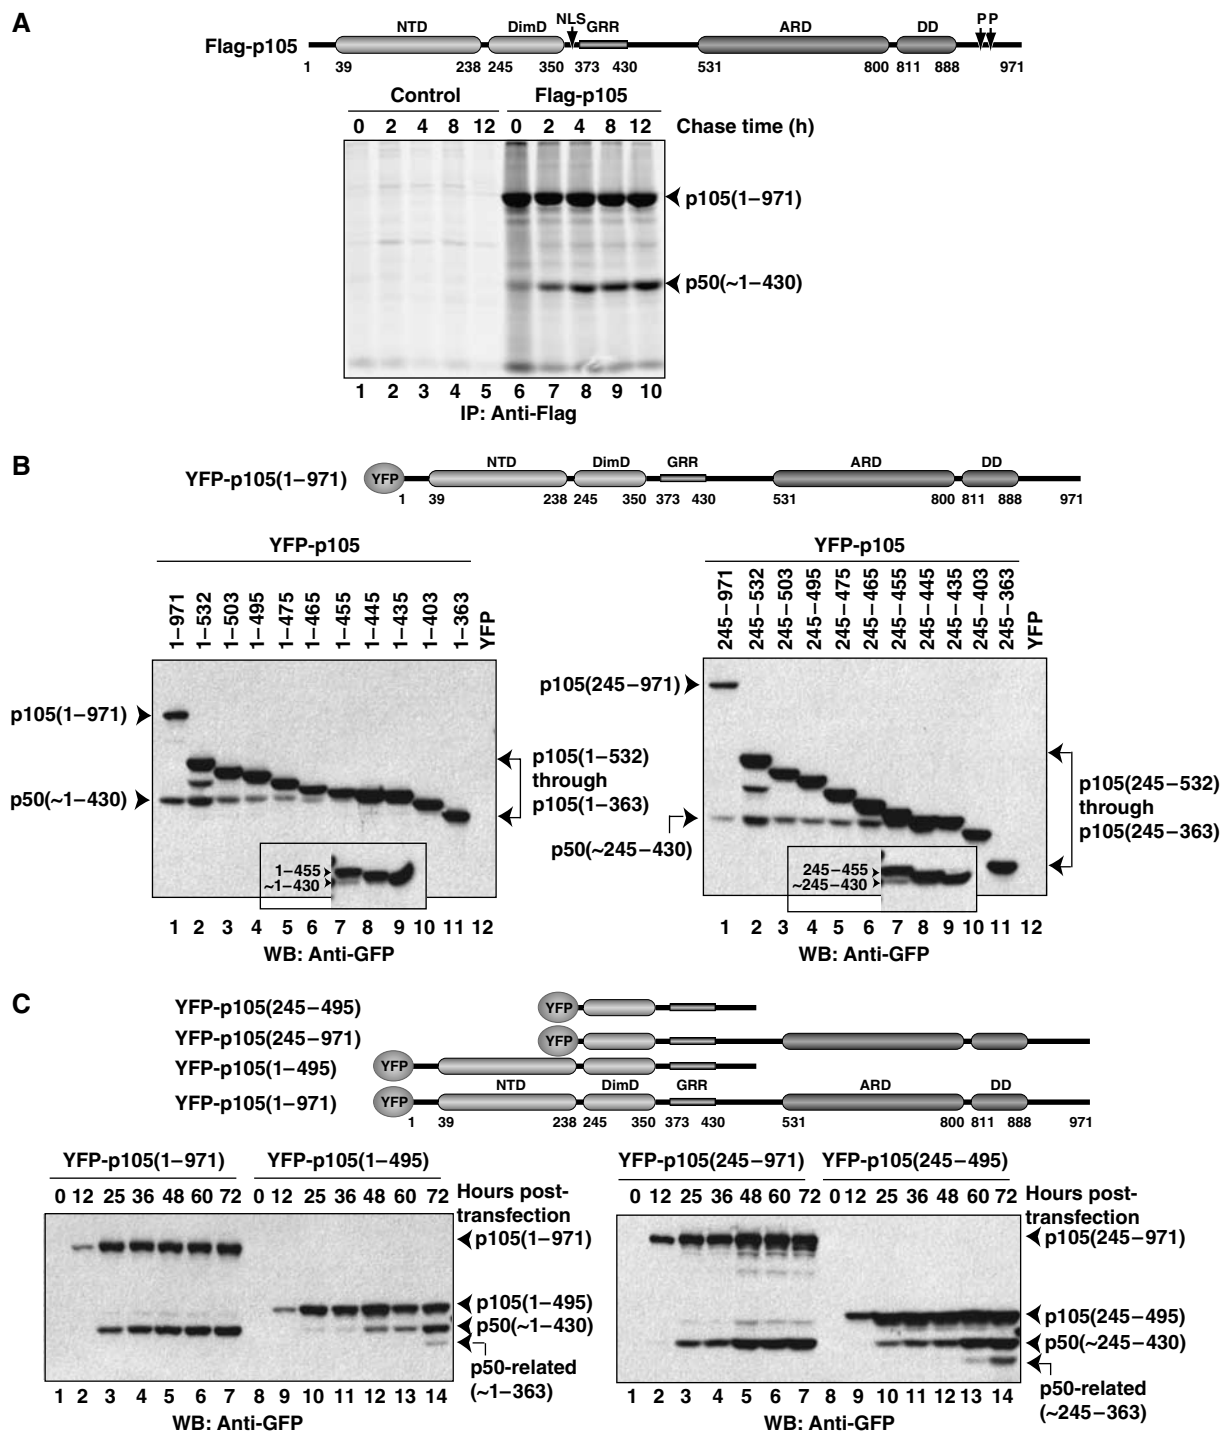 A
NTD DimD NLS GRR ARD DD P P
Flag-p105
1 39 238 245 350 373 430 531 800 811 888 971
Control Flag-p105
0 2 4 8 12 0 2 4 8 12 Chase time (h)
p105(1–971)
p50(~1–430)
1 2 3 4 5 6 7 8 9 10
IP: Anti-Flag
B
NTD DimD GRR ARD DD
YFP-p105(1–971) YFP
1 39 238 245 350 373 430 531 800 811 888 971
YFP-p105
1–971 1–532 1–503 1–495 1–475 1–465 1–455 1–445 1–435 1–403 1–363 YFP
p105(1–971)
p50(~1–430)
p105(1–532)
through
p105(1–363)
1–455
~1–430
1 2 3 4 5 6 7 8 9 10 11 12
WB: Anti-GFP
YFP-p105
245–971 245–532 245–503 245–495 245–475 245–465 245–455 245–445 245–435 245–403 245–363 YFP
p105(245–971)
p50(~245–430)
p105(245–532)
through
p105(245–363)
245–455
~245–430
1 2 3 4 5 6 7 8 9 10 11 12
WB: Anti-GFP
C
YFP-p105(245–495) YFP
YFP-p105(245–971) YFP
YFP-p105(1–495) YFP
NTD DimD GRR ARD DD
YFP-p105(1–971) YFP
1 39 238 245 350 373 430 531 800 811 888 971
YFP-p105(1–971) YFP-p105(1–495)
0 12 25 36 48 60 72 0 12 25 36 48 60 72 Hours post-
transfection
p105(1–971)
p105(1–495)
p50(~1–430)
p50-related
(~1–363)
1 2 3 4 5 6 7 8 9 10 11 12 13 14
WB: Anti-GFP
YFP-p105(245–971) YFP-p105(245–495)
0 12 25 36 48 60 72 0 12 25 36 48 60 72 Hours post-
transfection
p105(245–971)
p105(245–495)
p50(~245–430)
p50-related
(~245–363)
1 2 3 4 5 6 7 8 9 10 11 12 13 14
WB: Anti-GFP